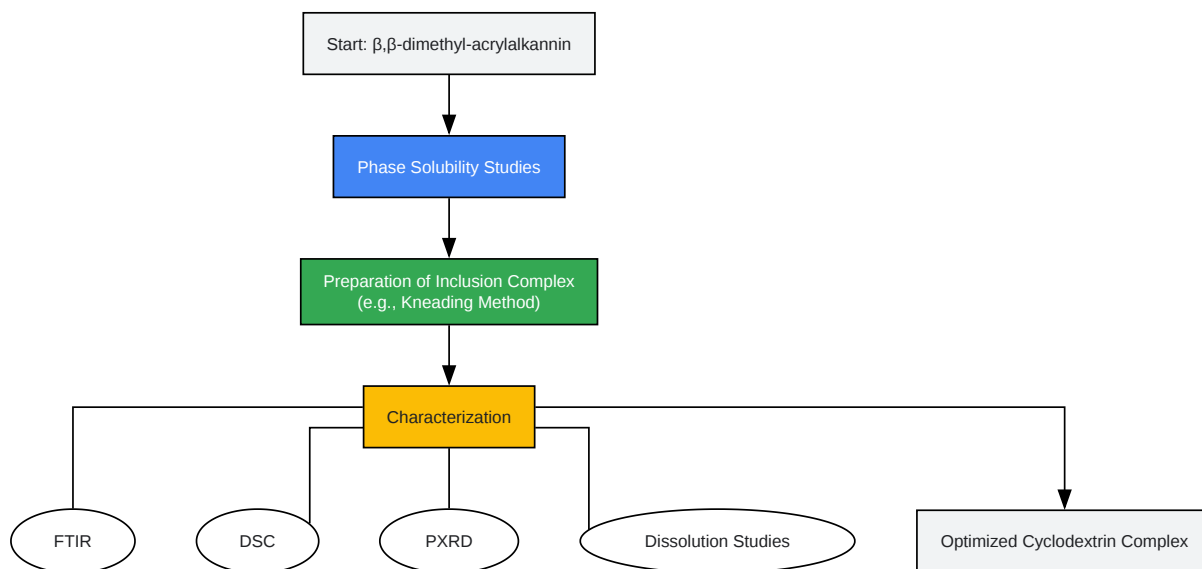 Start: β,β-dimethyl-acrylalkannin
Phase Solubility Studies
Preparation of Inclusion Complex
(e.g., Kneading Method)
Characterization
FTIR
DSC
PXRD
Dissolution Studies
Optimized Cyclodextrin Complex